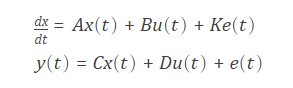 dx/dt = Ax(t) + Bu(t) + Ke(t)
y(t) = Cx(t) + Du(t) + e(t)